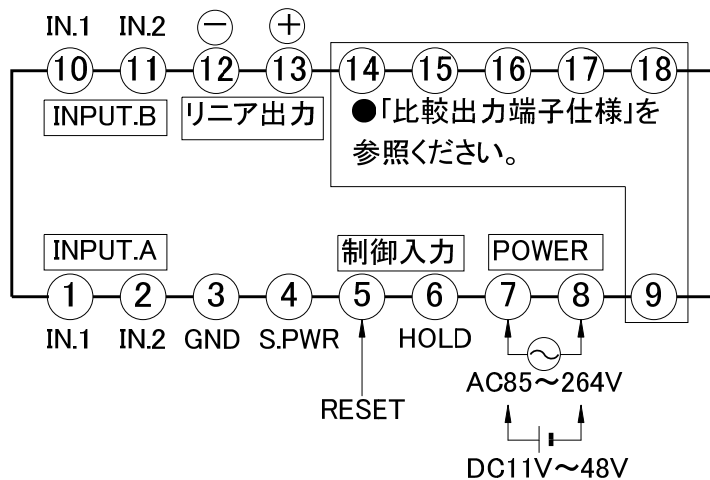 IN.1 IN.2 − +
10 11 12 13 14 15 16 17 18
INPUT.B リニア出力 ●「比較出力端子仕様」を
参照ください。
INPUT.A 制御入力 POWER
1 2 3 4 5 6 7 8 9
IN.1 IN.2 GND S.PWR HOLD
AC85～264V
RESET
DC11V～48V